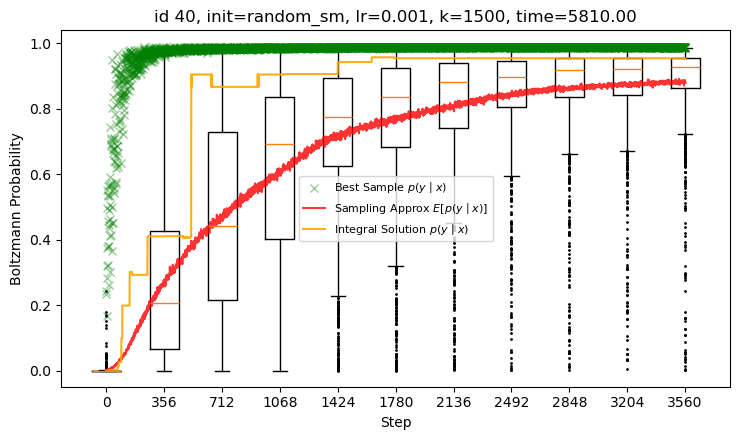 id 40, init=random_sm, lr=0.001, k=1500, time=5810.00
Boltzmann Probability
1.0
0.8
0.6
0.4
0.2
0.0
Best Sample p(y | x)
Sampling Approx E[p(y | x)]
Integral Solution p(y | x)
0 356 712 1068 1424 1780 2136 2492 2848 3204 3560
Step